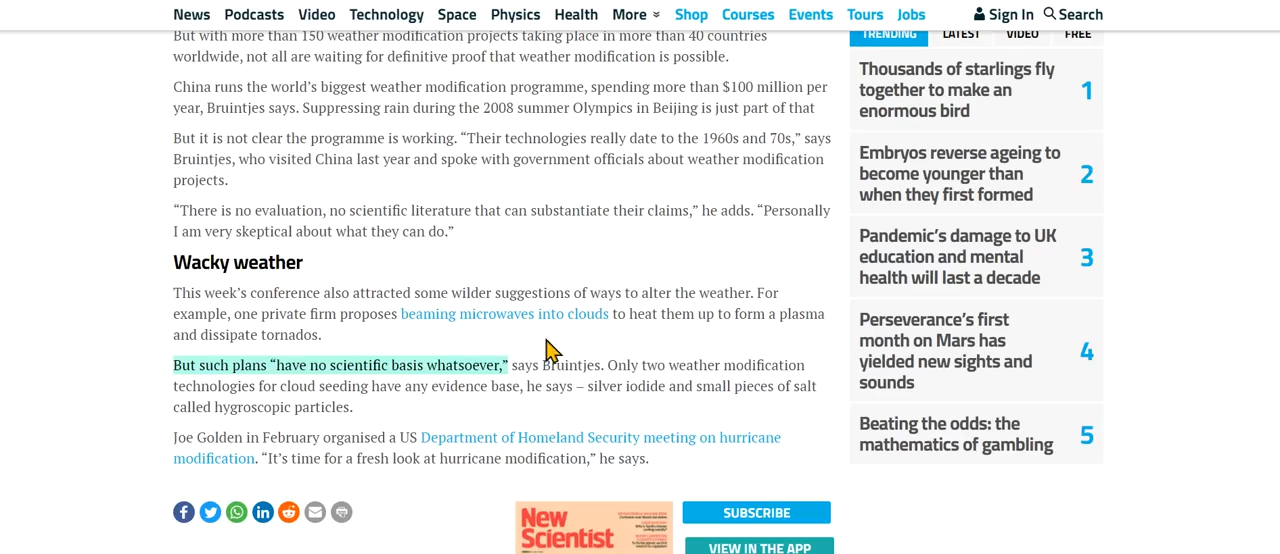 News Podcasts Video Technology Space Physics Health More Shop Courses Events Tours Jobs Sign In Search
But with more than 150 weather modification projects taking place in more than 40 countries
worldwide, not all are waiting for definitive proof that weather modification is possible.
China runs the world’s biggest weather modification programme, spending more than $100 million per
year, Bruintjes says. Suppressing rain during the 2008 summer Olympics in Beijing is just part of that
But it is not clear the programme is working. “Their technologies really date to the 1960s and 70s,” says
Bruintjes, who visited China last year and spoke with government officials about weather modification
projects.
“There is no evaluation, no scientific literature that can substantiate their claims,” he adds. “Personally
I am very skeptical about what they can do.”
Wacky weather
This week’s conference also attracted some wilder suggestions of ways to alter the weather. For
example, one private firm proposes beaming microwaves into clouds to heat them up to form a plasma
and dissipate tornados.
But such plans “have no scientific basis whatsoever,” says Bruintjes. Only two weather modification
technologies for cloud seeding have any evidence base, he says – silver iodide and small pieces of salt
called hygroscopic particles.
Joe Golden in February organised a US Department of Homeland Security meeting on hurricane
modification. “It’s time for a fresh look at hurricane modification,” he says.
New
Scientist
SUBSCRIBE
VIEW IN THE APP
TRENDING LATEST VIDEO FREE
Thousands of starlings fly
together to make an
enormous bird
1
Embryos reverse ageing to
become younger than
when they first formed
2
Pandemic’s damage to UK
education and mental
health will last a decade
3
Perseverance’s first
month on Mars has
yielded new sights and
sounds
4
Beating the odds: the
mathematics of gambling
5